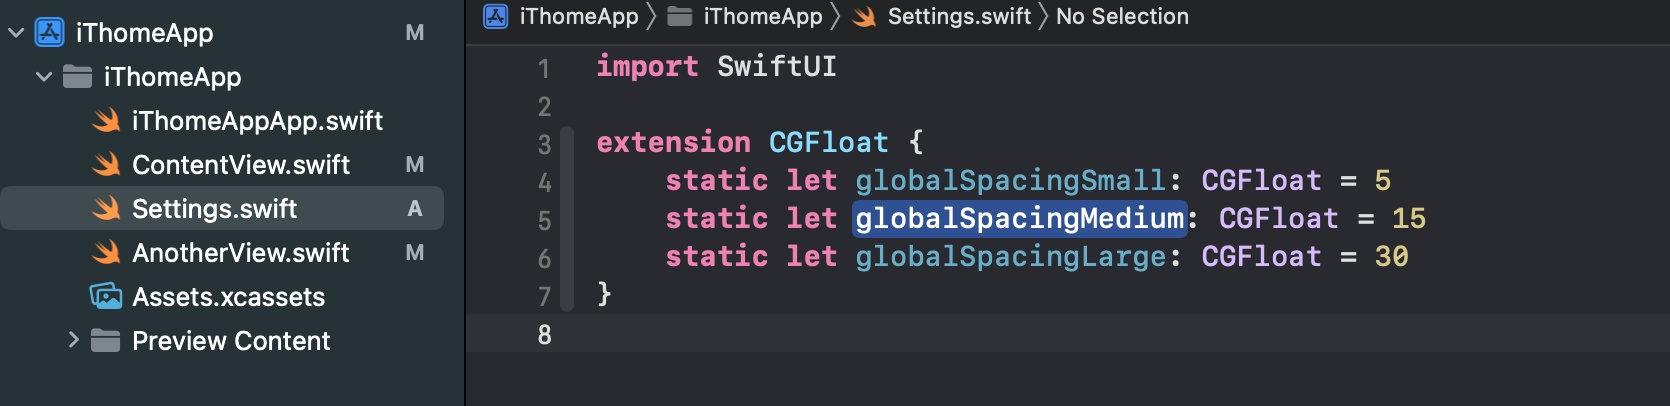 iThomeApp M
iThomeApp
iThomeAppApp.swift
ContentView.swift M
Settings.swift A
AnotherView.swift M
Assets.xcassets
Preview Content
iThomeApp iThomeApp Settings.swift No Selection
1 import SwiftUI
2
3 extension CGFloat {
4 static let globalSpacingSmall: CGFloat = 5
5 static let globalSpacingMedium: CGFloat = 15
6 static let globalSpacingLarge: CGFloat = 30
7 }
8